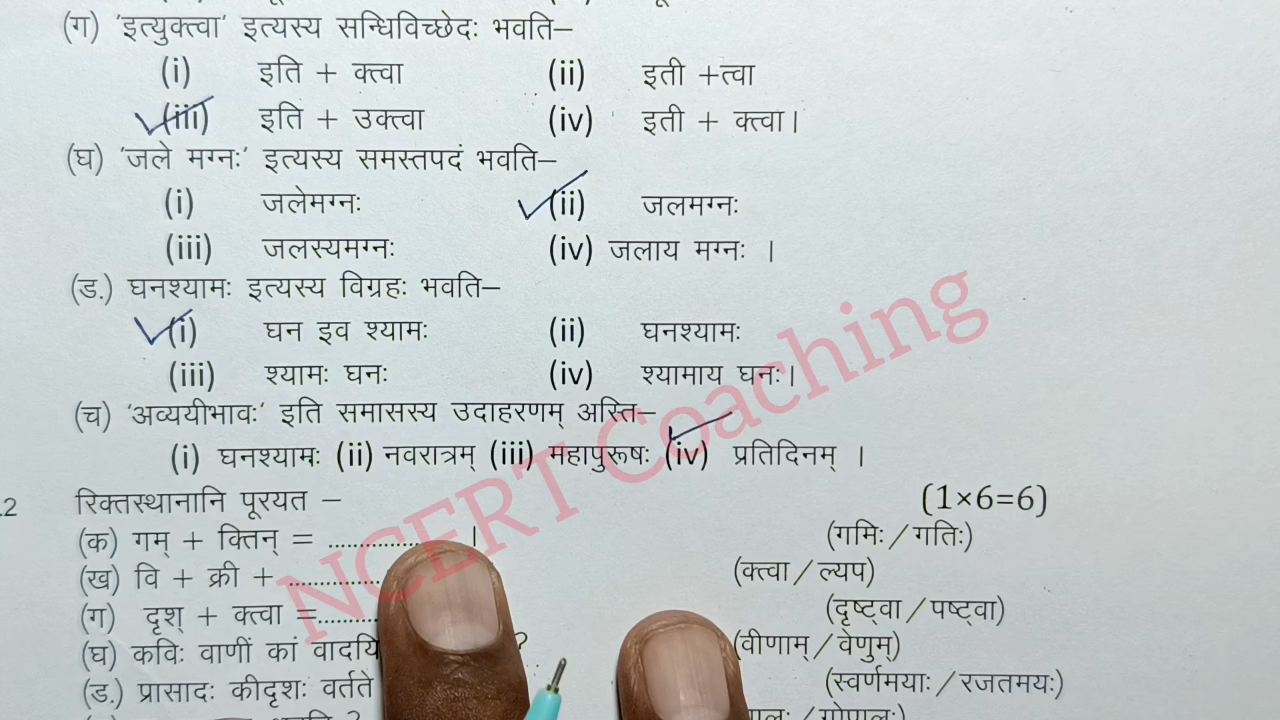 (ग) 'इत्युक्त्वा' इत्यस्य सन्धिविच्छेदः भवति–
(i) इति + क्त्वा (ii) इती +त्वा
(iii) इति + उक्त्वा (iv) इती + क्त्वा।
(घ) 'जले मग्नः' इत्यस्य समस्तपदं भवति–
(i) जलेमग्नः (ii) जलमग्नः
(iii) जलस्यमग्नः (iv) जलाय मग्नः ।
(ड.) घनश्यामः इत्यस्य विग्रहः भवति–
(i) घन इव श्यामः (ii) घनश्यामः
(iii) श्यामः घनः (iv) श्यामाय घनः।
(च) 'अव्ययीभावः' इति समासस्य उदाहरणम् अस्ति–
(i) घनश्यामः (ii) नवरात्रम् (iii) महापुरूषः (iv) प्रतिदिनम् ।
.2 रिक्तस्थानानि पूरयत – (1×6=6)
(क) गम् + क्तिन् = ................ । (गमिः / गतिः)
(ख) वि + क्री + ............... (क्त्वा / ल्यप)
(ग) दृश् + क्त्वा =.......... (दृष्ट्वा / पष्ट्वा)
(घ) कविः वाणीं कां ? (वीणाम् / वेणुम्)
(ड.) प्रासादः कीदृशः वर्तते (स्वर्णमयाः / रजतमयः)
NCERT Coaching